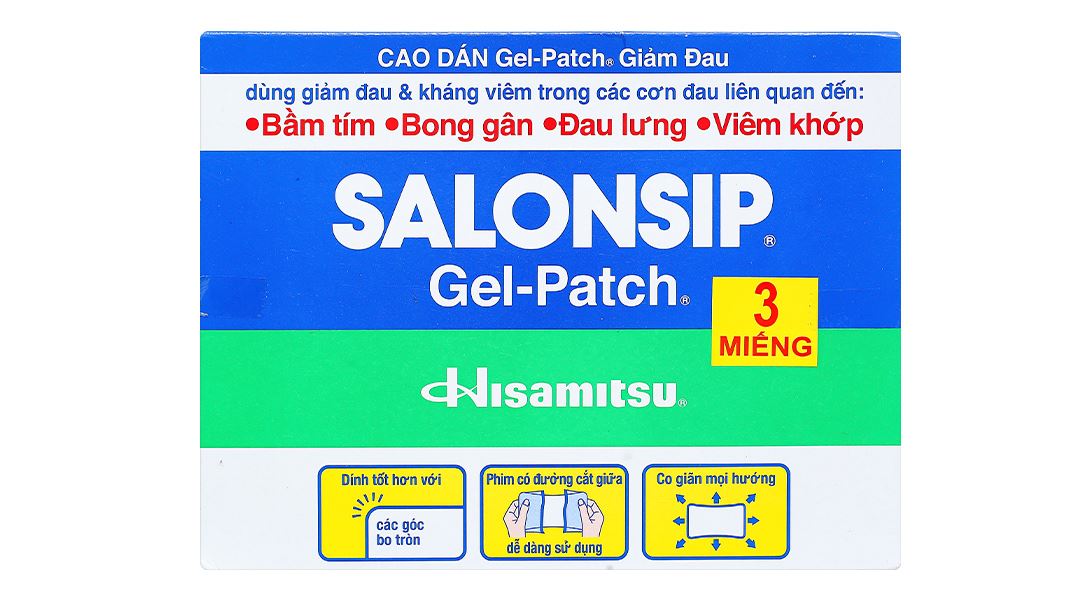 CAO DÁN Gel-Patch® Giảm Đau
dùng giảm đau & kháng viêm trong các cơn đau liên quan đến:
•Bầm tím •Bong gân •Đau lưng •Viêm khớp
SALONSIP®
Gel-Patch®
3
MIẾNG
Hisamitsu®
Dính tốt hơn với
các góc
bo tròn
Phim có đường cắt giữa
dễ dàng sử dụng
Co giãn mọi hướng